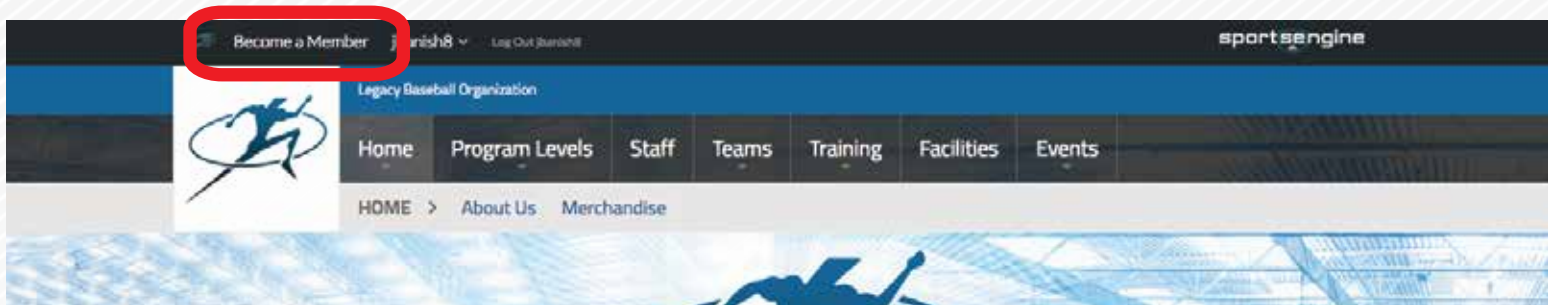 Become a Member
sportsengine
Legacy Baseball Organization
Home Program Levels Staff Teams Training Facilities Events
HOME > About Us Merchandise